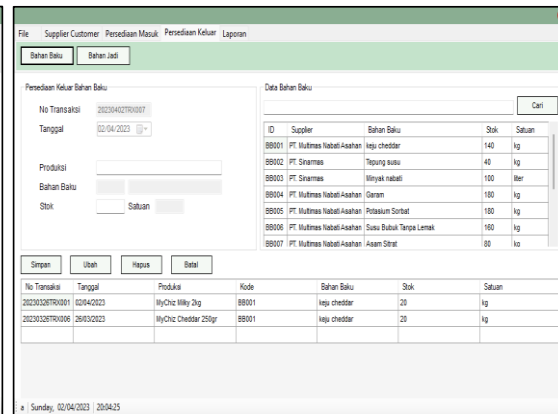 File Supplier Customer Persediaan Masuk Persediaan Keluar Laporan
Bahan Baku Bahan Jadi
Persediaan Keluar Bahan Baku
No Transaksi 20230402TRX007
Tanggal 02/04/2023
Produksi
Bahan Baku
Stok Satuan
Data Bahan Baku
Cari
ID Supplier Bahan Baku Stok Satuan
BB001 PT. Multimas Nabati Asahan keju cheddar 140 kg
BB002 PT. Sinarmas Tepung susu 40 kg
BB003 PT. Sinarmas Minyak nabati 100 liter
BB004 PT. Multimas Nabati Asahan Garam 180 kg
BB005 PT. Multimas Nabati Asahan Potasium Sorbat 180 kg
BB006 PT. Multimas Nabati Asahan Susu Bubuk Tanpa Lemak 160 kg
BB007 PT. Multimas Nabati Asahan Asam Sitrat 80 kg
Simpan Ubah Hapus Batal
No Transaksi Tanggal Produksi Kode Bahan Baku Stok Satuan
20230326TRX001 02/04/2023 MyChiz Milky 2kg BB001 keju cheddar 20 kg
20230326TRX006 26/03/2023 MyChiz Cheddar 250gr BB001 keju cheddar 20 kg
a Sunday, 02/04/2023 20:04:25